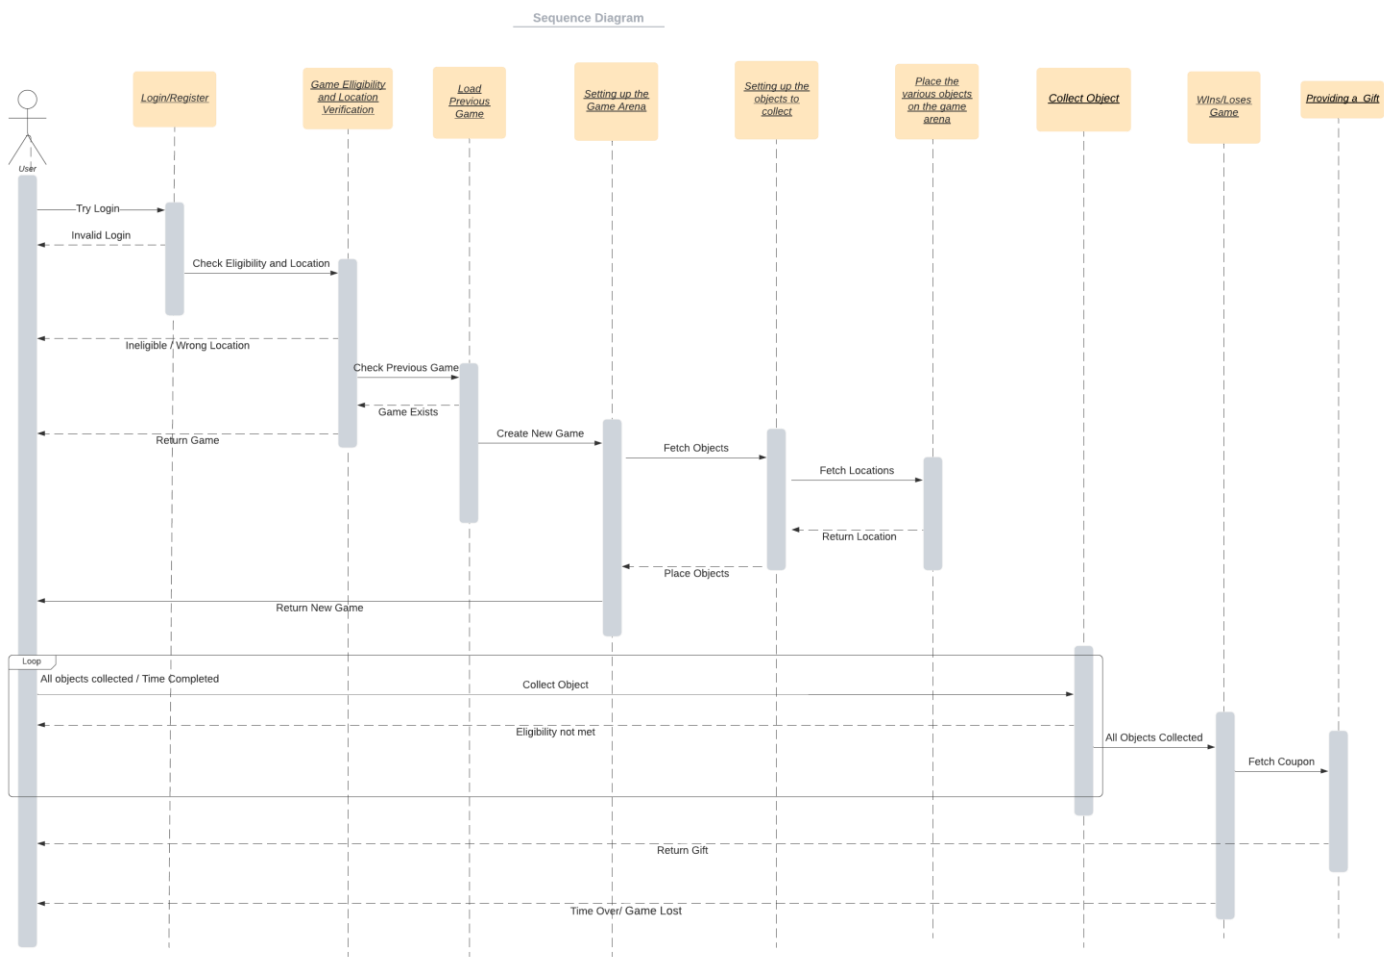 Sequence Diagram
Login/Register
Game Elligibility
and Location
Verification
Load
Previous
Game
Setting up the
Game Arena
Setting up the
objects to
collect
Place the
various objects
on the game
arena
Collect Object
WIns/Loses
Game
Providing a Gift
User
Try Login
Invalid Login
Check Eligibility and Location
Ineligible / Wrong Location
Check Previous Game
Game Exists
Return Game
Create New Game
Fetch Objects
Fetch Locations
Return Location
Place Objects
Return New Game
Loop
All objects collected / Time Completed
Collect Object
Eligibility not met
All Objects Collected
Fetch Coupon
Return Gift
Time Over/ Game Lost